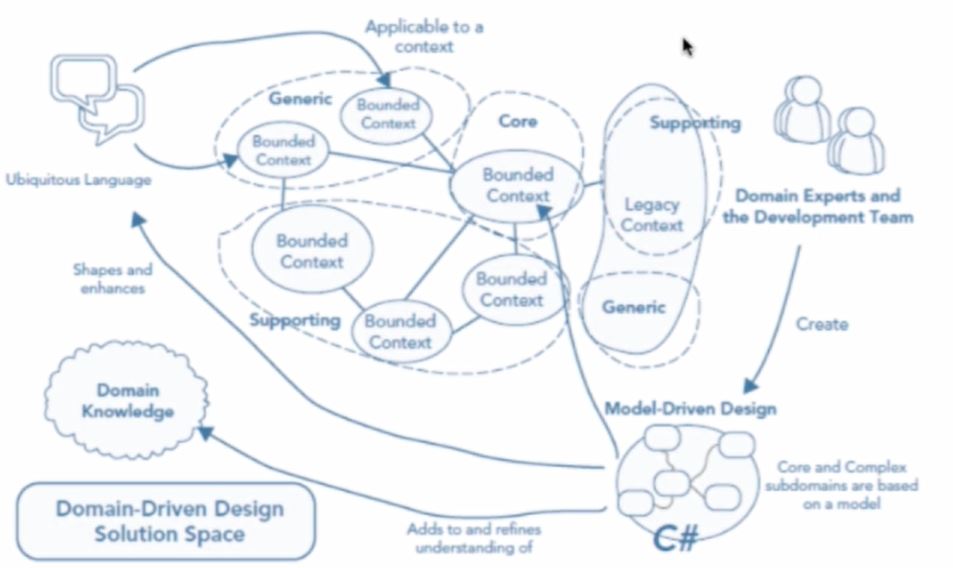 Applicable to a
context
Ubiquitous Language
Generic
Bounded
Context
Bounded
Context
Core
Bounded
Context
Supporting
Legacy
Context
Generic
Domain Experts and
the Development Team
Bounded
Context
Bounded
Context
Supporting
Bounded
Context
Shapes and
enhances
Create
Domain
Knowledge
Model-Driven Design
C#
Core and Complex
subdomains are based
on a model
Adds to and refines
understanding of
Domain-Driven Design
Solution Space